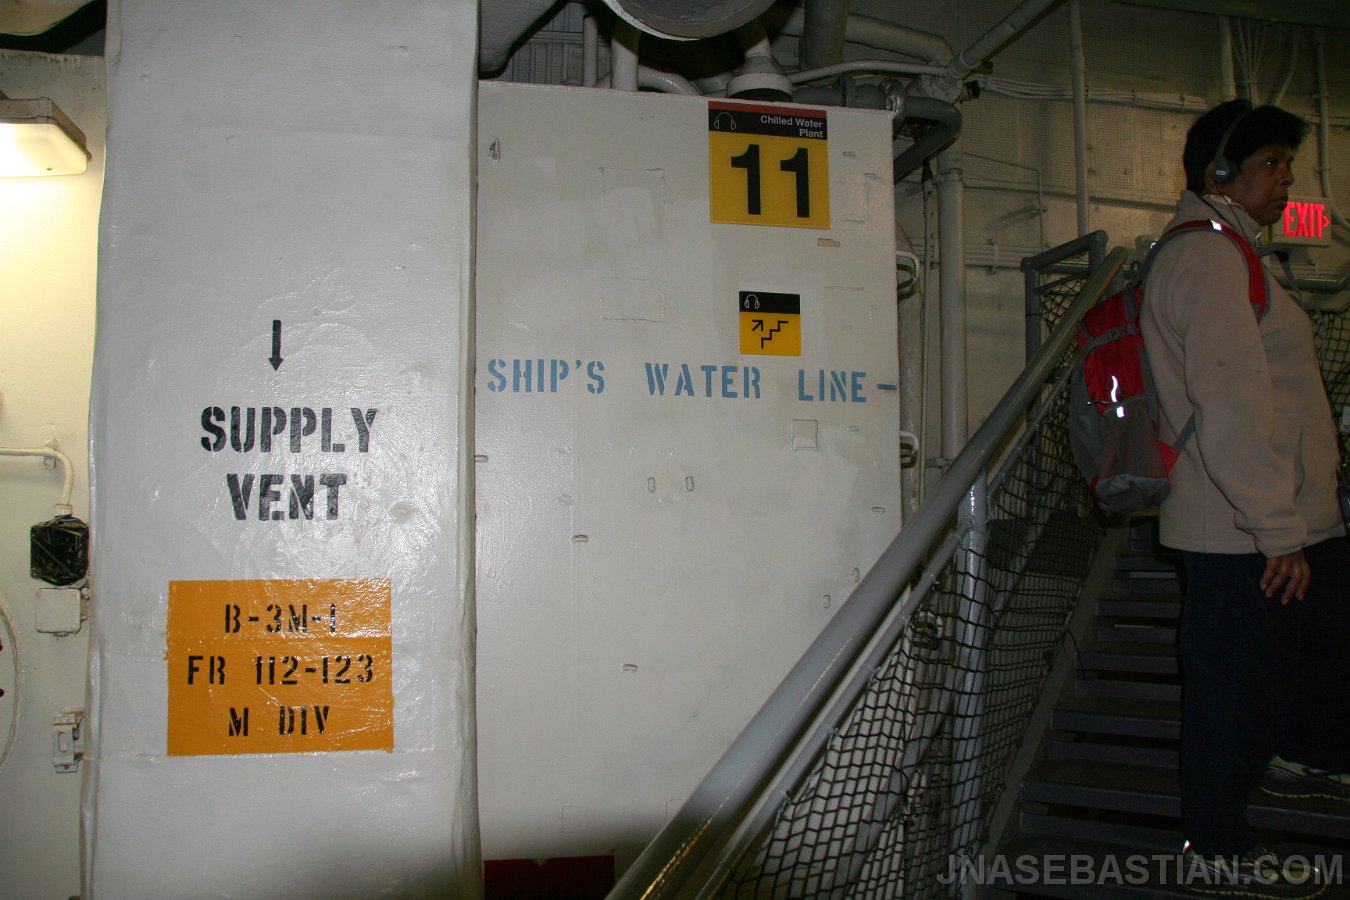 Chilled Water
Plant
11
SHIP'S WATER LINE-
SUPPLY
VENT
B-3M-1
FR 112-123
M DIV
EXIT
JNASEBASTIAN.COM